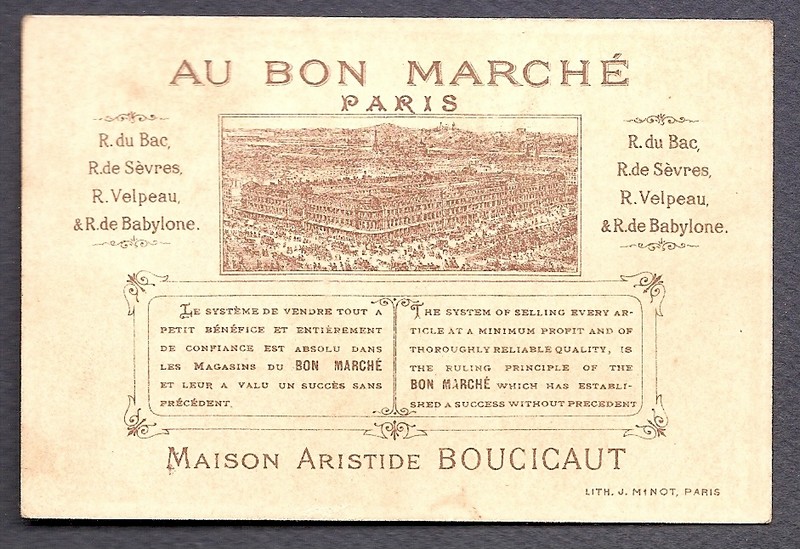 AU BON MARCHÉ
PARIS
R. du Bac,
R. de Sèvres,
R. Velpeau,
& R. de Babylone.
R. du Bac,
R. de Sèvres,
R. Velpeau,
& R. de Babylone.
LE SYSTÈME DE VENDRE TOUT A
PETIT BÉNÉFICE ET ENTIÈREMENT
DE CONFIANCE EST ABSOLU DANS
LES MAGASINS DU BON MARCHÉ
ET LEUR A VALU UN SUCCÈS SANS
PRÉCÉDENT.
THE SYSTEM OF SELLING EVERY AR-
TICLE AT A MINIMUM PROFIT AND OF
THOROUGHLY RELIABLE QUALITY, IS
THE RULING PRINCIPLE OF THE
BON MARCHÉ WHICH HAS ESTABLI-
SHED A SUCCESS WITHOUT PRECEDENT
MAISON ARISTIDE BOUCICAUT
LITH. J. MINOT, PARIS